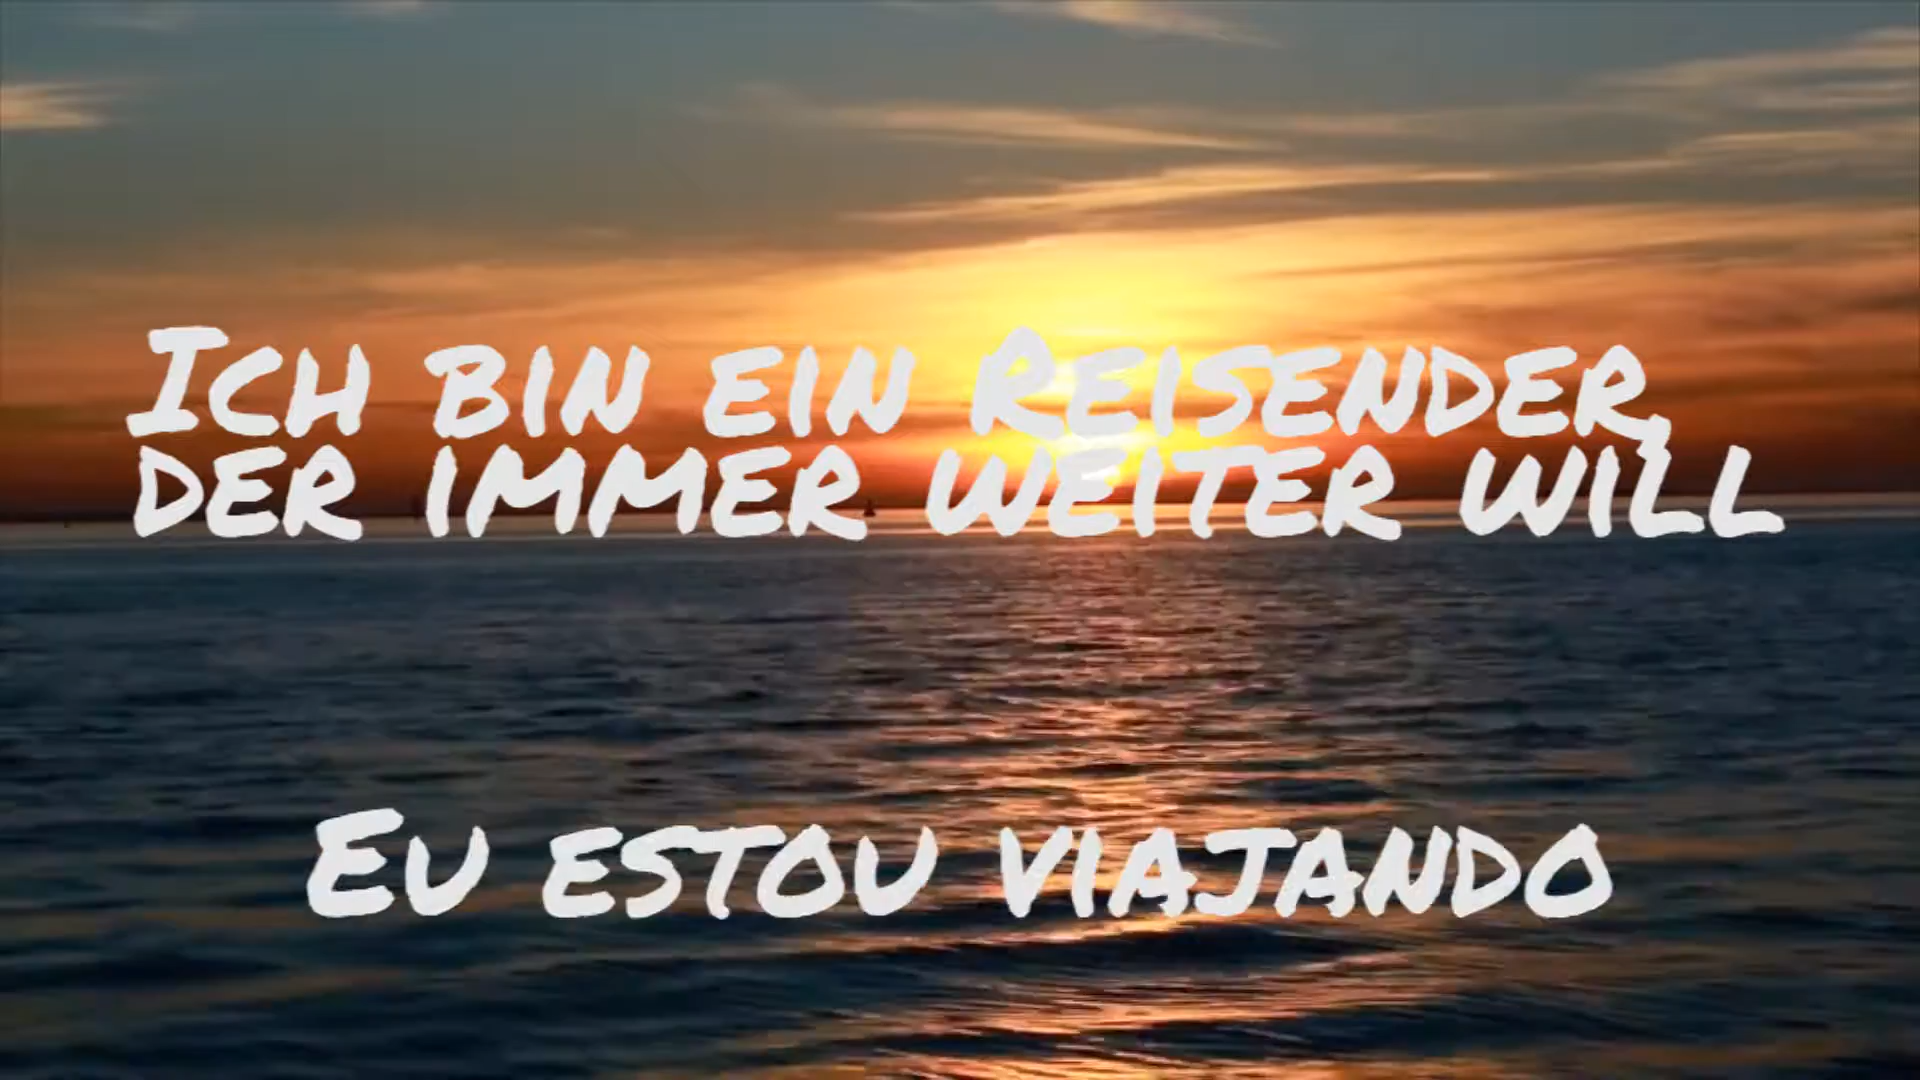 Ich bin ein Reisender,
der immer weiter will
Eu estou viajando